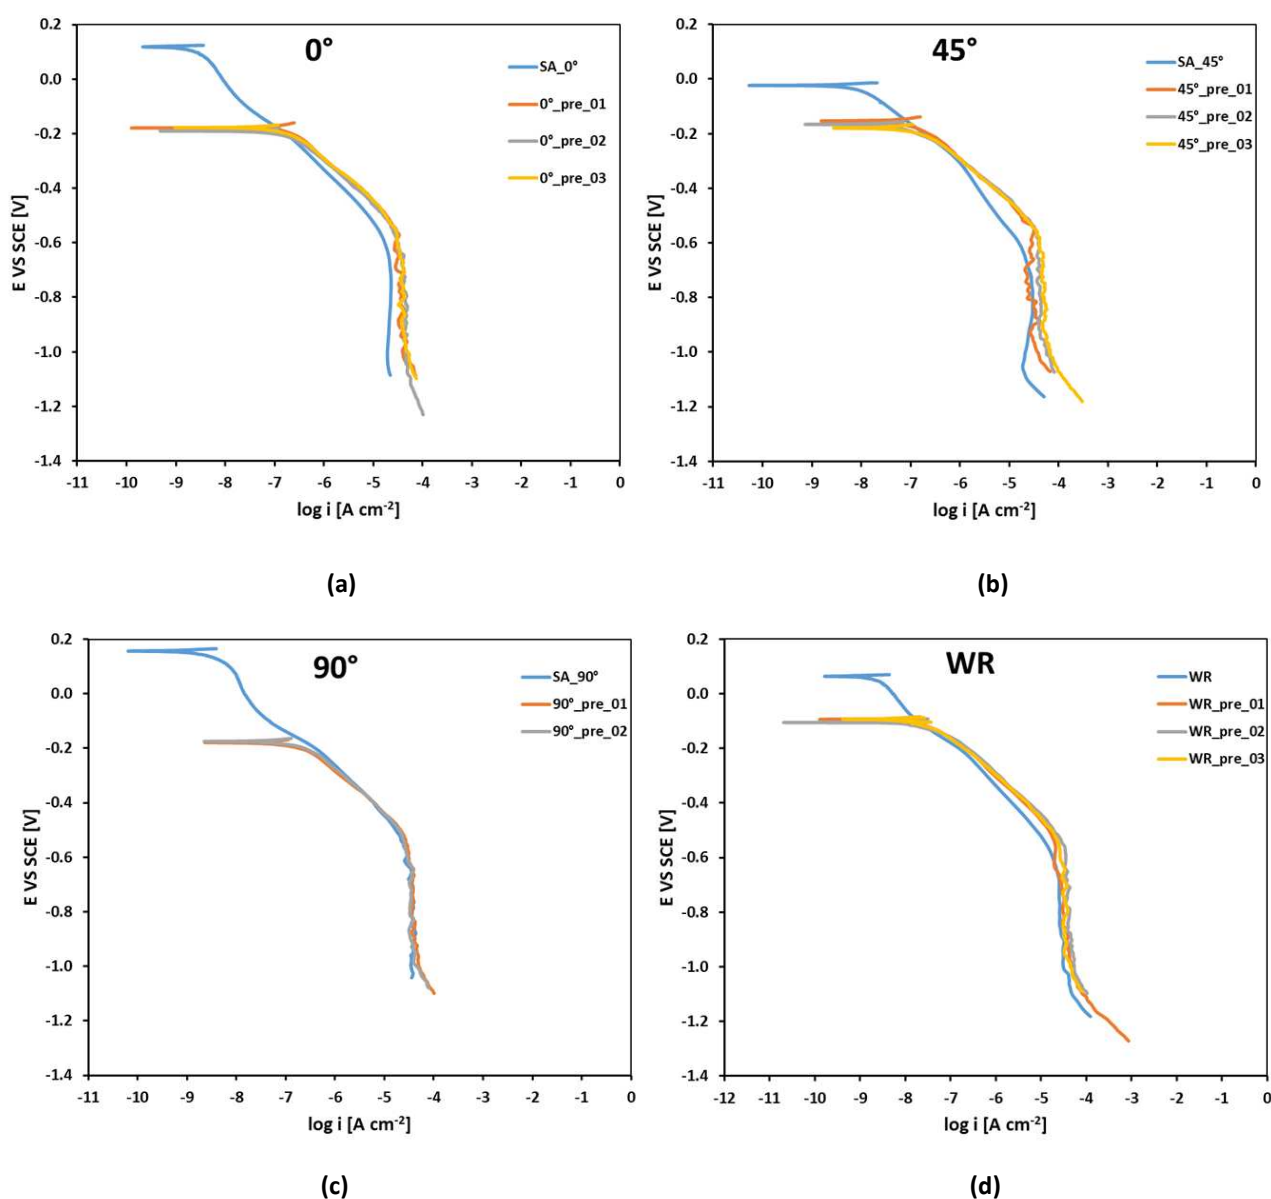 0°
E VS SCE [V]
0.2
0.0
-0.2
-0.4
-0.6
-0.8
-1.0
-1.2
-1.4
SA_0°
0°_pre_01
0°_pre_02
0°_pre_03
-11 -10 -9 -8 -7 -6 -5 -4 -3 -2 -1 0
log i [A cm-2]
(a)
45°
E VS SCE [V]
0.2
0.0
-0.2
-0.4
-0.6
-0.8
-1.0
-1.2
-1.4
SA_45°
45°_pre_01
45°_pre_02
45°_pre_03
-11 -10 -9 -8 -7 -6 -5 -4 -3 -2 -1 0
log i [A cm-2]
(b)
90°
E VS SCE [V]
0.2
0.0
-0.2
-0.4
-0.6
-0.8
-1.0
-1.2
-1.4
SA_90°
90°_pre_01
90°_pre_02
-11 -10 -9 -8 -7 -6 -5 -4 -3 -2 -1 0
log i [A cm-2]
(c)
WR
E VS SCE [V]
0.2
0.0
-0.2
-0.4
-0.6
-0.8
-1.0
-1.2
-1.4
WR
WR_pre_01
WR_pre_02
WR_pre_03
-12 -11 -10 -9 -8 -7 -6 -5 -4 -3 -2 -1 0
log i [A cm-2]
(d)